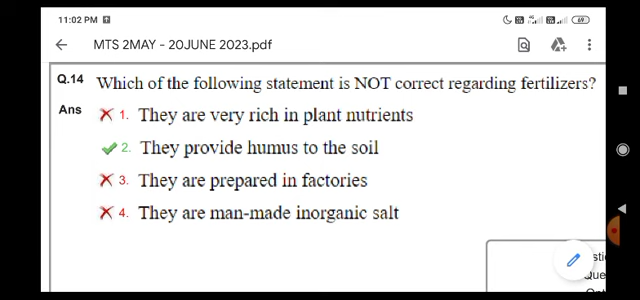 11:02 PM
69
MTS 2MAY - 20JUNE 2023.pdf
Q.14 Which of the following statement is NOT correct regarding fertilizers?
Ans 1. They are very rich in plant nutrients
2. They provide humus to the soil
3. They are prepared in factories
4. They are man-made inorganic salt